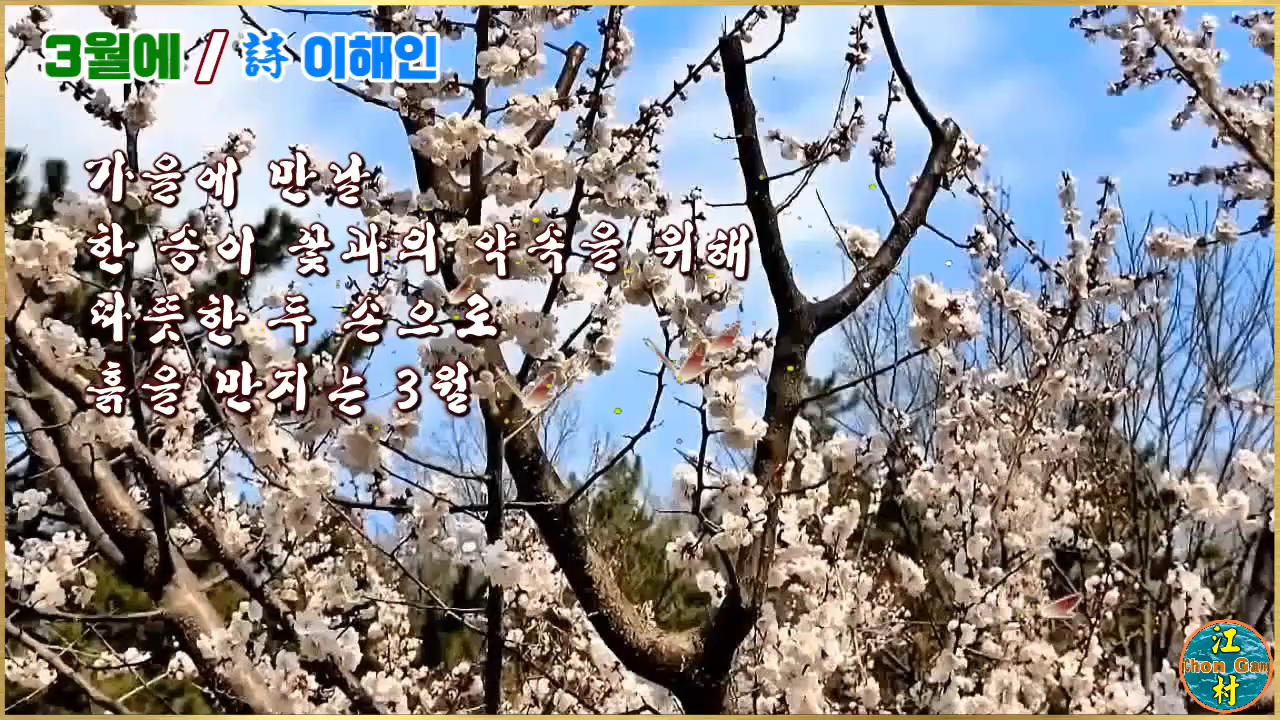 3월에 / 詩 이해인
가을에 만날
한 송이 꽃과의 약속을 위해
따뜻한 두 손으로
흙을 만지는 3월
江
Chon Gang
村